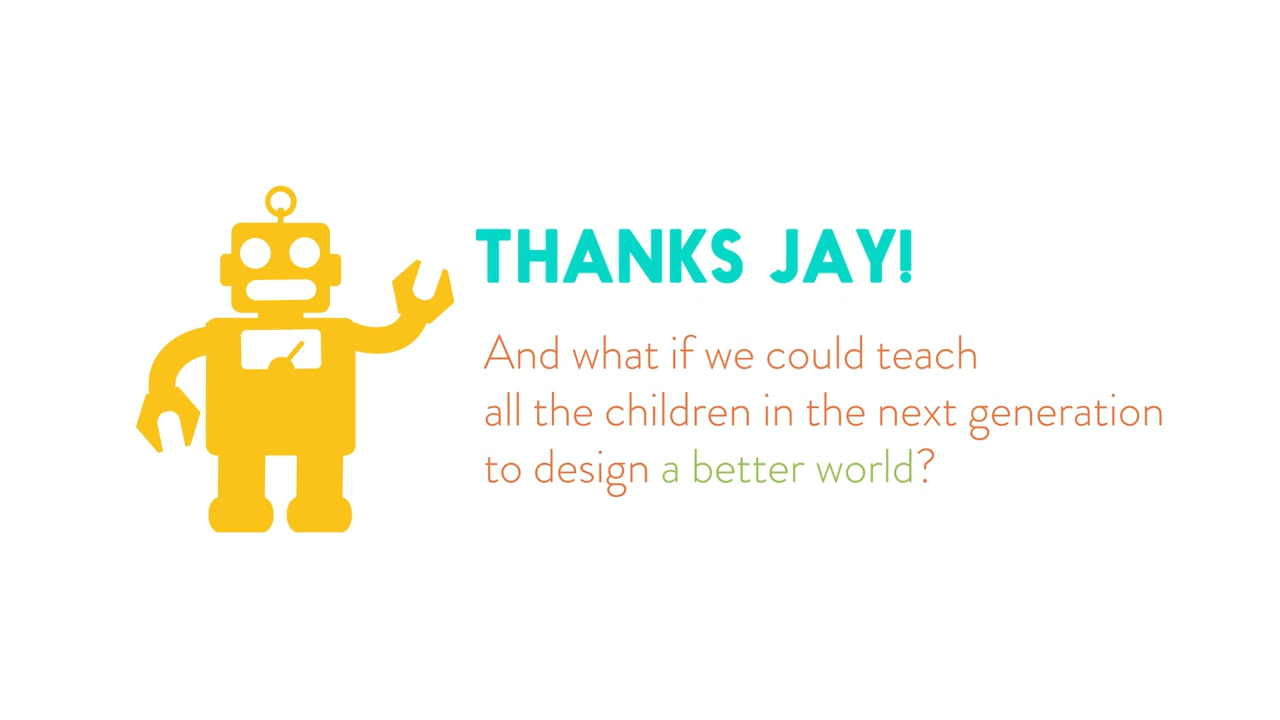 THANKS JAY!
And what if we could teach
all the children in the next generation
to design a better world?